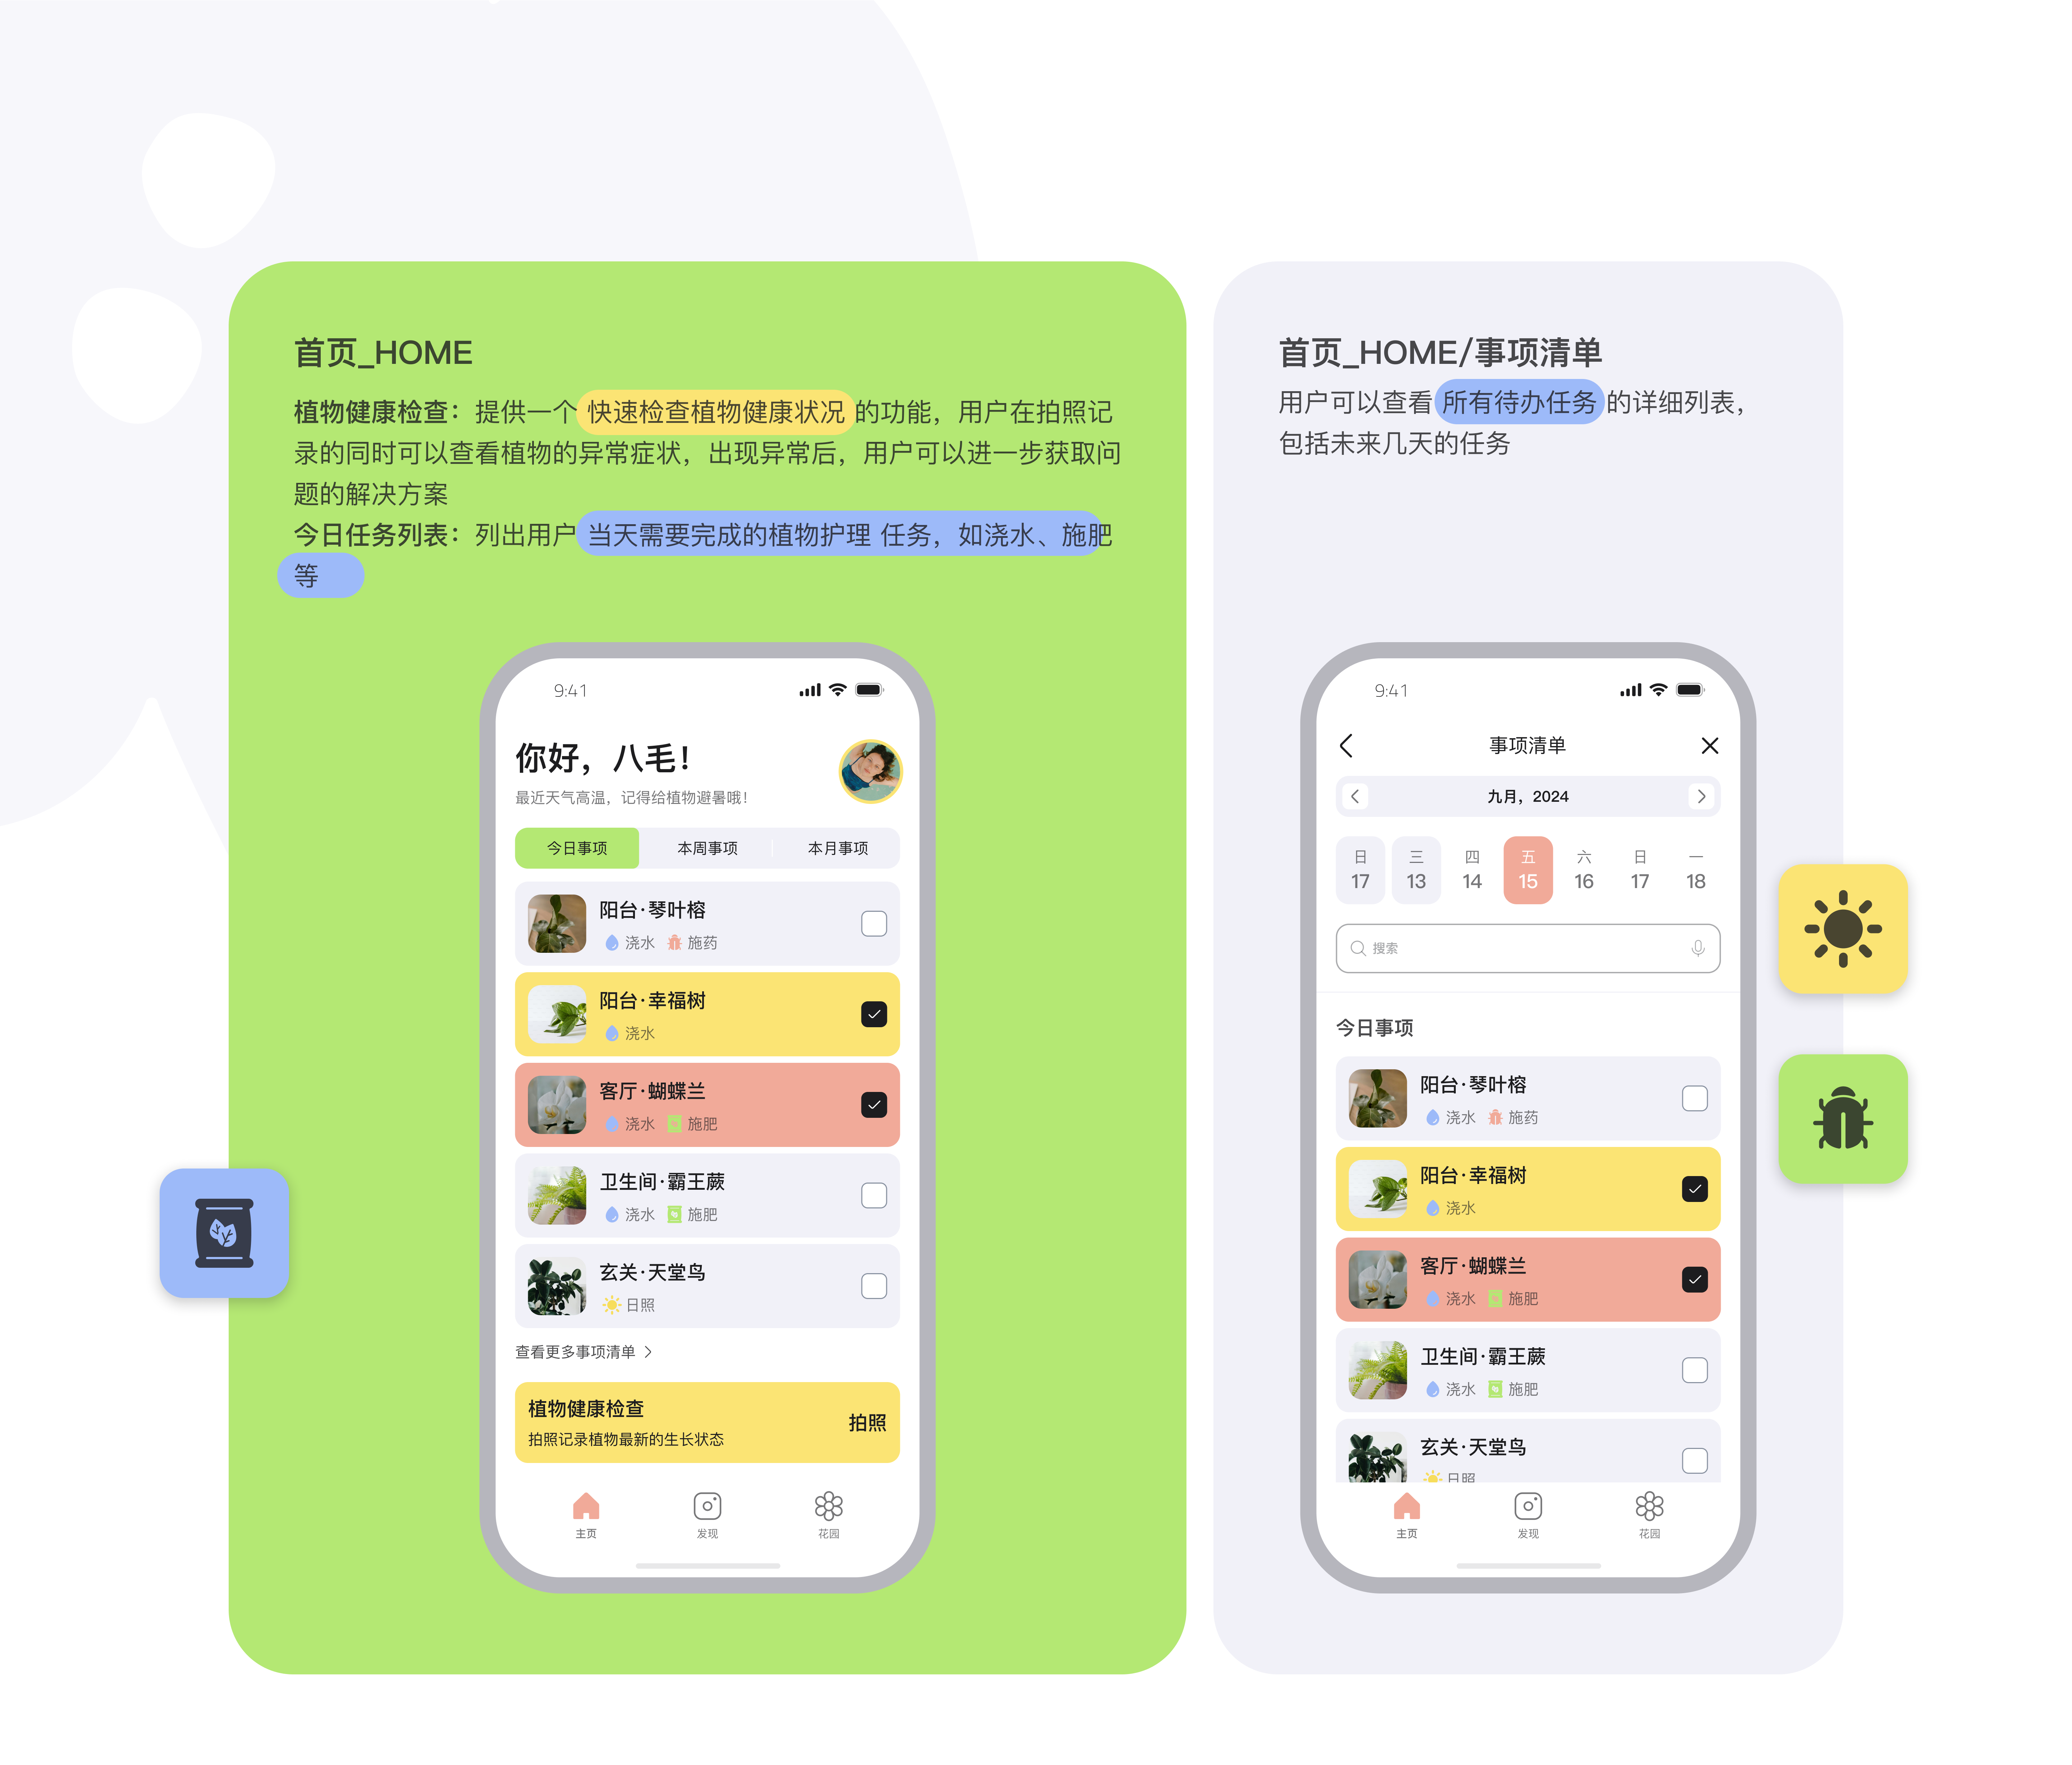 首页_HOME
植物健康检查：提供一个 快速检查植物健康状况 的功能，用户在拍照记
录的同时可以查看植物的异常症状，出现异常后，用户可以进一步获取问
题的解决方案
今日任务列表：列出用户 当天需要完成的植物护理 任务，如浇水、施肥
等
9:41
你好，八毛！
最近天气高温，记得给植物避暑哦！
今日事项 本周事项 本月事项
阳台·琴叶榕
浇水 施药
阳台·幸福树
浇水
客厅·蝴蝶兰
浇水 施肥
卫生间·霸王蕨
浇水 施肥
玄关·天堂鸟
日照
查看更多事项清单
植物健康检查
拍照记录植物最新的生长状态
拍照
主页 发现 花园
首页_HOME/事项清单
用户可以查看 所有待办任务 的详细列表，
包括未来几天的任务
9:41
事项清单
九月，2024
日 三 四 五 六 日 一
17 13 14 15 16 17 18
搜索
今日事项
阳台·琴叶榕
浇水 施药
阳台·幸福树
浇水
客厅·蝴蝶兰
浇水 施肥
卫生间·霸王蕨
浇水 施肥
玄关·天堂鸟
日照
主页 发现 花园